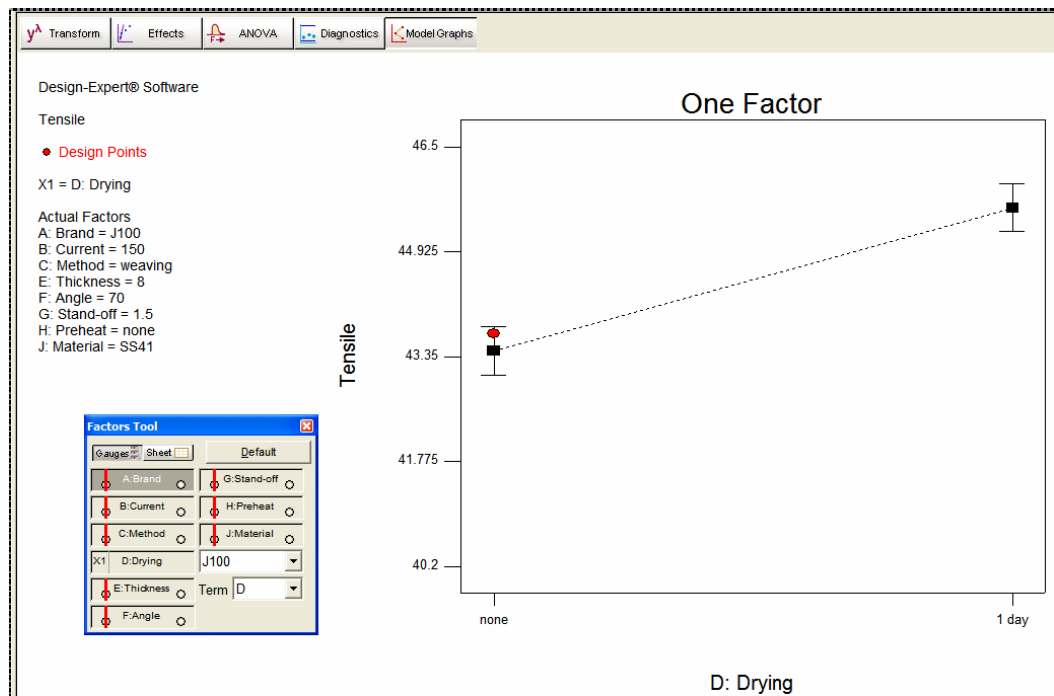 yλ Transform Effects F ANOVA Diagnostics Model Graphs
Design-Expert® Software
Tensile
Design Points
X1 = D: Drying
Actual Factors
A: Brand = J100
B: Current = 150
C: Method = weaving
E: Thickness = 8
F: Angle = 70
G: Stand-off = 1.5
H: Preheat = none
J: Material = SS41
One Factor
46.5
44.925
43.35
41.775
40.2
Tensile
none 1 day
D: Drying
Factors Tool
Gauges Sheet Default
A:Brand G:Stand-off
B:Current H:Preheat
C:Method J:Material
X1 D:Drying J100
E:Thickness Term D
F:Angle